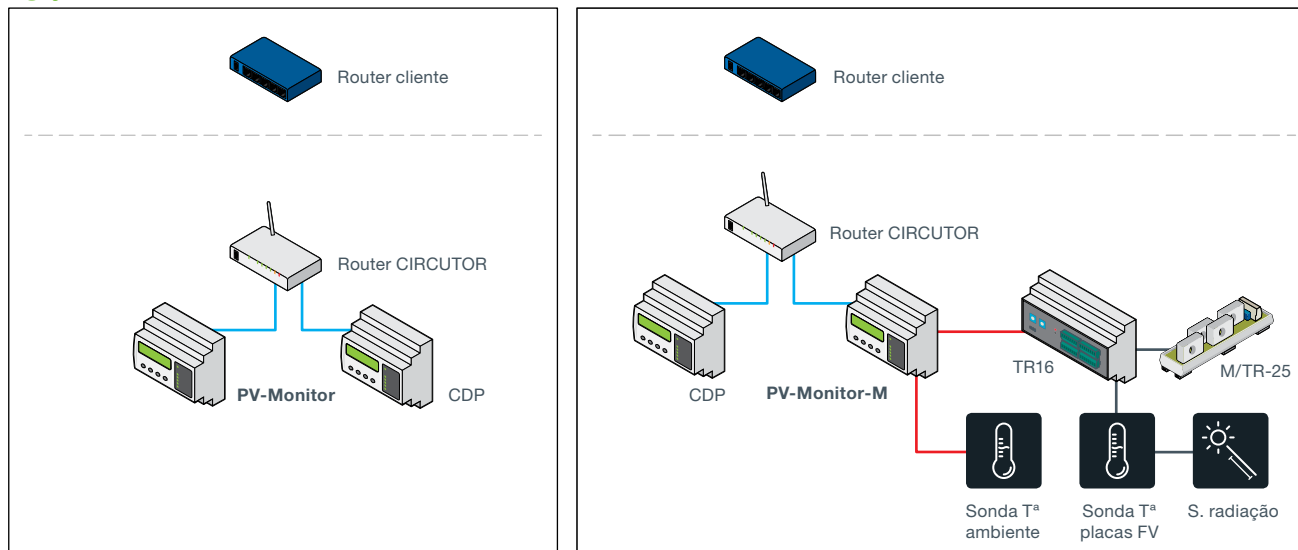 Router cliente
Router CIRCUTOR
PV-Monitor
CDP
Router cliente
Router CIRCUTOR
CDP
PV-Monitor-M
TR16
M/TR-25
Sonda Tª
ambiente
Sonda Tª
placas FV
S. radiação